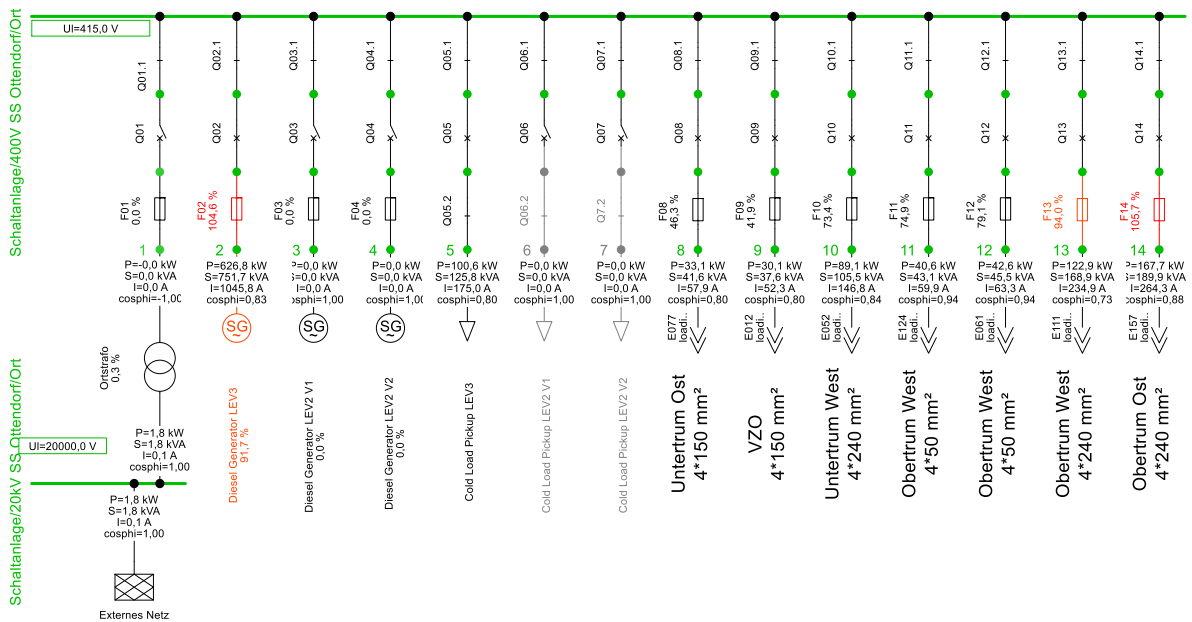 Schaltanlage/400V SS Ottendorf/Ort
Ul=415,0 V
Q01.1
Q02.1
Q03.1
Q04.1
Q05.1
Q06.1
Q07.1
Q08.1
Q09.1
Q10.1
Q11.1
Q12.1
Q13.1
Q14.1
Q01
Q02
Q03
Q04
Q05
Q06
Q07
Q08
Q09
Q10
Q11
Q12
Q13
Q14
F01
0,0 %
F02
104,6 %
F03
0,0 %
F04
0,0 %
Q05.2
Q06.2
Q7.2
F08
46,3 %
F09
41,9 %
F10
73,4 %
F11
74,9 %
F12
79,1 %
F13
94,0 %
F14
105,7 %
1
P=-0,0 kW
S=0,0 kVA
I=0,0 A
cosphi=-1,00
2
P=626,8 kW
S=751,7 kVA
I=1045,8 A
cosphi=0,83
3
P=0,0 kW
S=0,0 kVA
I=0,0 A
cosphi=1,00
4
P=0,0 kW
S=0,0 kVA
I=0,0 A
cosphi=1,00
5
P=100,6 kW
S=125,8 kVA
I=175,0 A
cosphi=0,80
6
P=0,0 kW
S=0,0 kVA
I=0,0 A
cosphi=1,00
7
P=0,0 kW
S=0,0 kVA
I=0,0 A
cosphi=1,00
8
P=33,1 kW
S=41,6 kVA
I=57,9 A
cosphi=0,80
9
P=30,1 kW
S=37,6 kVA
I=52,3 A
cosphi=0,80
10
P=89,1 kW
S=105,5 kVA
I=146,8 A
cosphi=0,84
11
P=40,6 kW
S=43,1 kVA
I=59,9 A
cosphi=0,94
12
P=42,6 kW
S=45,5 kVA
I=63,3 A
cosphi=0,94
13
P=122,9 kW
S=168,9 kVA
I=234,9 A
cosphi=0,73
14
P=167,7 kW
S=189,9 kVA
I=264,3 A
cosphi=0,88
SG
~
SG
~
SG
~
E077
loadi..
E012
loadi..
E052
loadi..
E124
loadi..
E061
loadi..
E111
loadi..
E157
loadi..
Ortstrafo
0,3 %
Diesel Generator LEV3
91,7 %
Diesel Generator LEV2 V1
0,0 %
Diesel Generator LEV2 V2
0,0 %
Cold Load Pickup LEV3
Cold Load Pickup LEV2 V1
Cold Load Pickup LEV2 V2
Untertrum Ost
4*150 mm²
VZO
4*150 mm²
Untertrum West
4*240 mm²
Obertrum West
4*50 mm²
Obertrum West
4*50 mm²
Obertrum Ost
4*240 mm²
Obertrum Ost
4*240 mm²
Schaltanlage/20kV SS Ottendorf/Ort
Ul=20000,0 V
P=1,8 kW
S=1,8 kVA
I=0,1 A
cosphi=1,00
P=1,8 kW
S=1,8 kVA
I=0,1 A
cosphi=1,00
Externes Netz